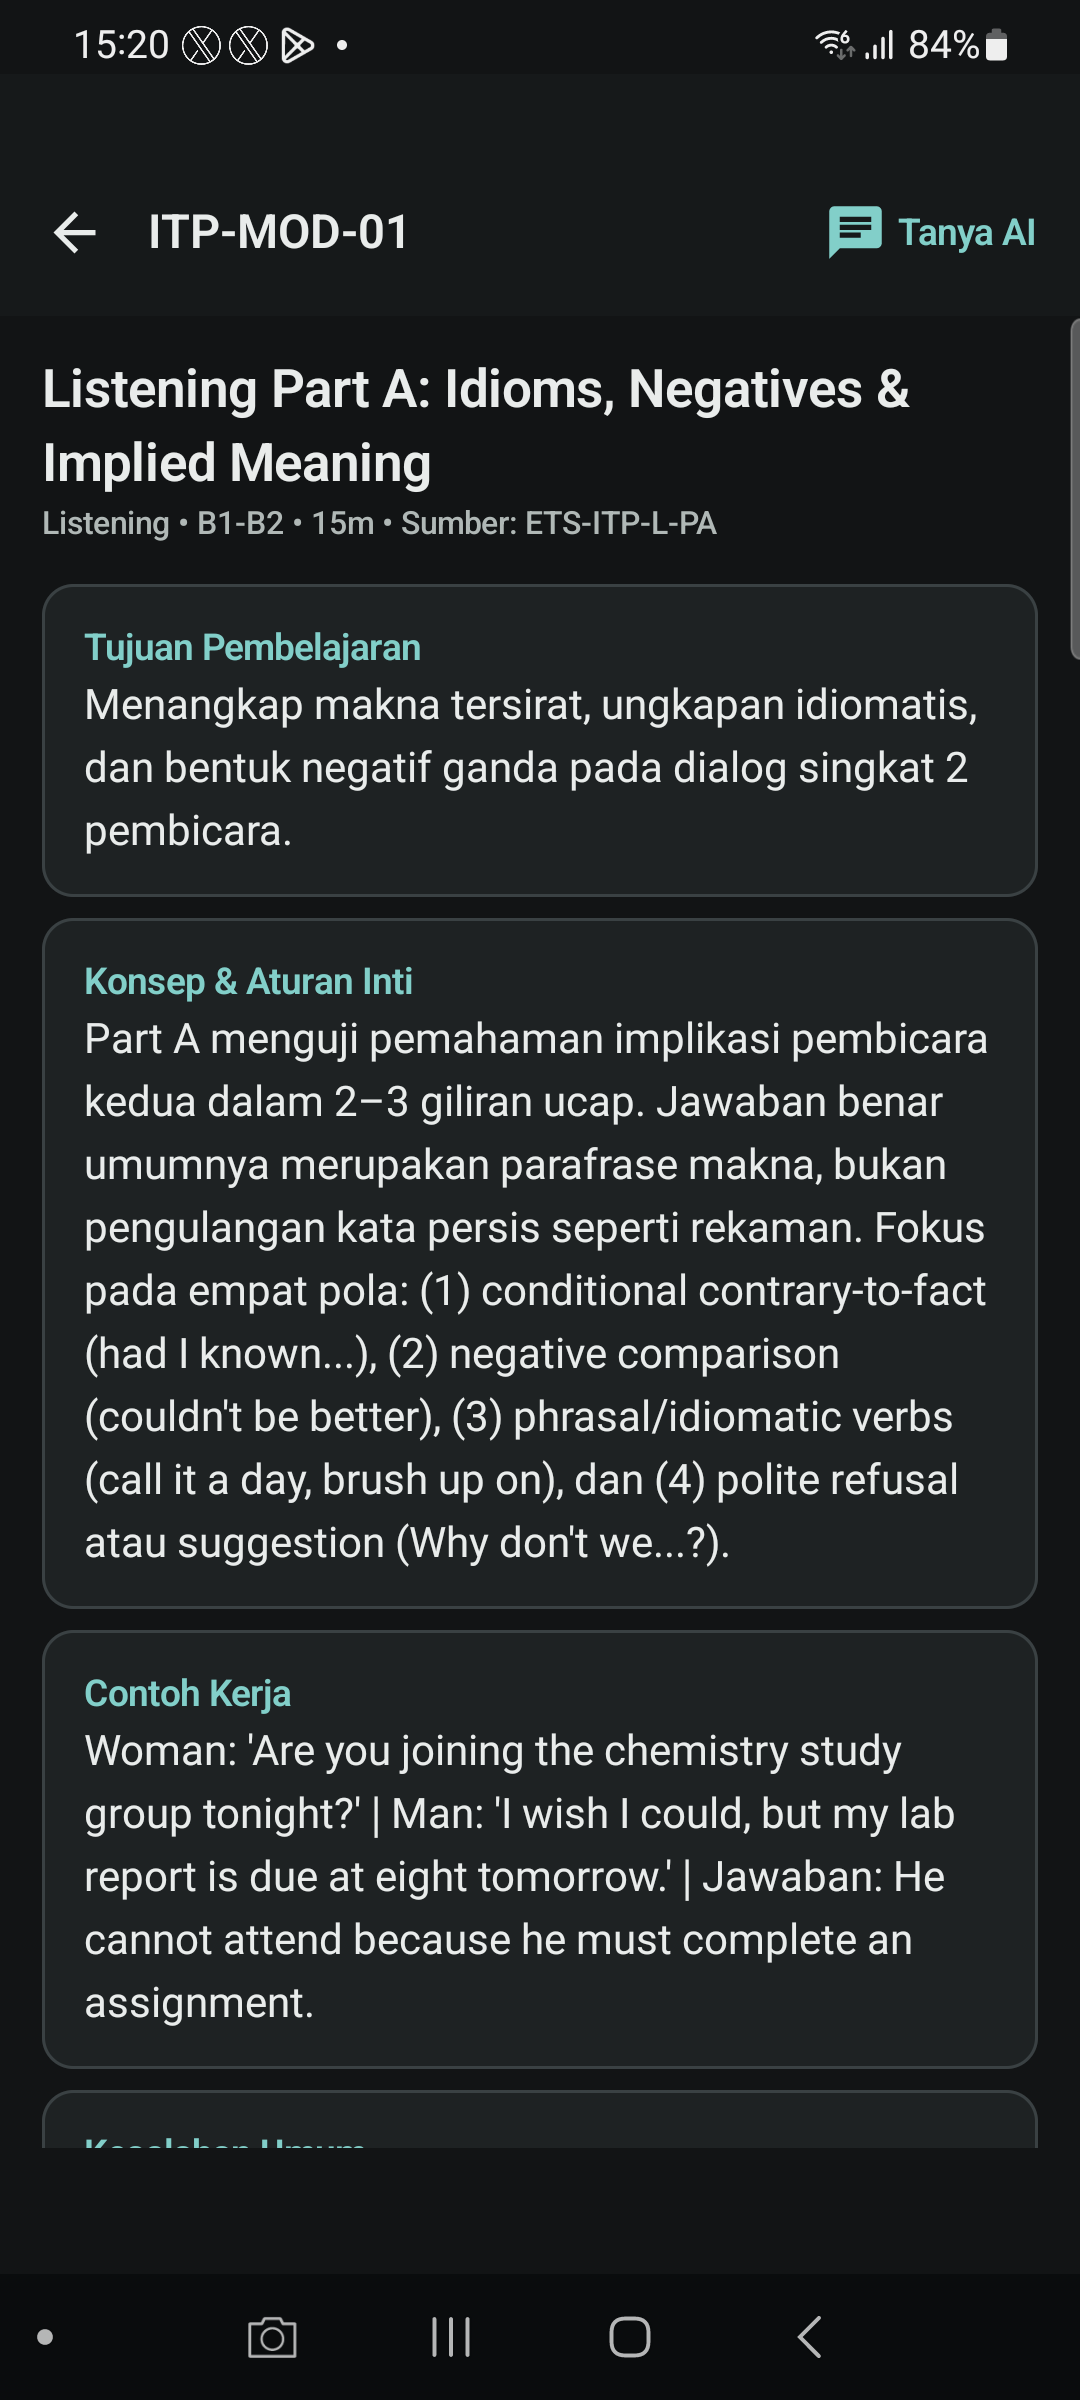 15:20
84%
ITP-MOD-01
Tanya AI
Listening Part A: Idioms, Negatives &
Implied Meaning
Listening • B1-B2 • 15m • Sumber: ETS-ITP-L-PA
Tujuan Pembelajaran
Menangkap makna tersirat, ungkapan idiomatis,
dan bentuk negatif ganda pada dialog singkat 2
pembicara.
Konsep & Aturan Inti
Part A menguji pemahaman implikasi pembicara
kedua dalam 2–3 giliran ucap. Jawaban benar
umumnya merupakan parafrase makna, bukan
pengulangan kata persis seperti rekaman. Fokus
pada empat pola: (1) conditional contrary-to-fact
(had I known...), (2) negative comparison
(couldn't be better), (3) phrasal/idiomatic verbs
(call it a day, brush up on), dan (4) polite refusal
atau suggestion (Why don't we...?).
Contoh Kerja
Woman: 'Are you joining the chemistry study
group tonight?' | Man: 'I wish I could, but my lab
report is due at eight tomorrow.' | Jawaban: He
cannot attend because he must complete an
assignment.
Kesalahan Umum